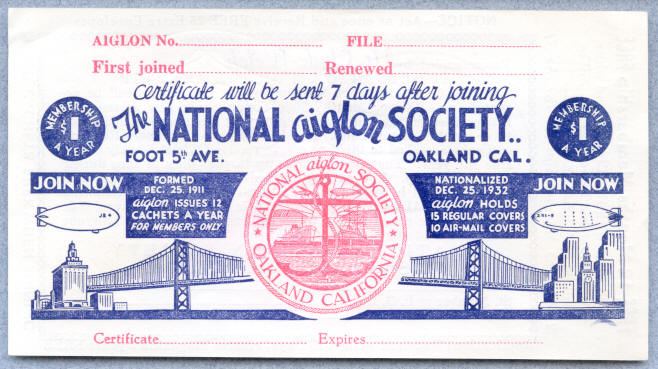 AIGLON No. FILE
First joined Renewed
Certificate will be sent 7 days after joining
MEMBERSHIP $1 A YEAR
The NATIONAL aiglon SOCIETY..
MEMBERSHIP $1 A YEAR
FOOT 5th AVE. OAKLAND CAL.
JOIN NOW
FORMED
DEC. 25, 1911
aiglon ISSUES 12
CACHETS A YEAR
FOR MEMBERS ONLY
NATIONAL aiglon SOCIETY
OAKLAND CALIFORNIA
NATIONALIZED
DEC. 25, 1932
aiglon HOLDS
15 REGULAR COVERS
10 AIR-MAIL COVERS
JOIN NOW
Certificate Expires